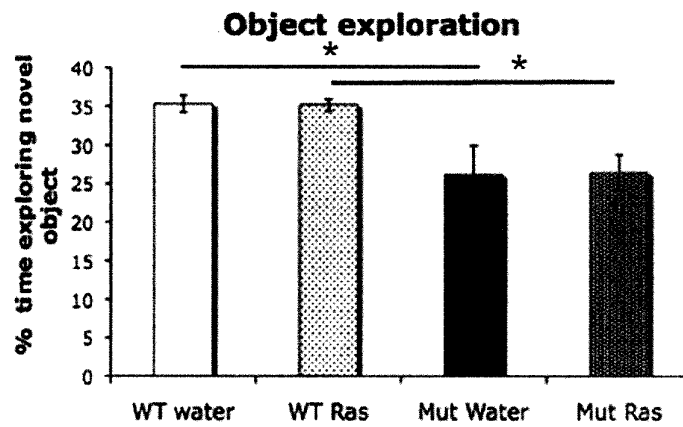 Object exploration
*
*
% time exploring novel
object
40
35
30
25
20
15
10
5
0
WT water
WT Ras
Mut Water
Mut Ras